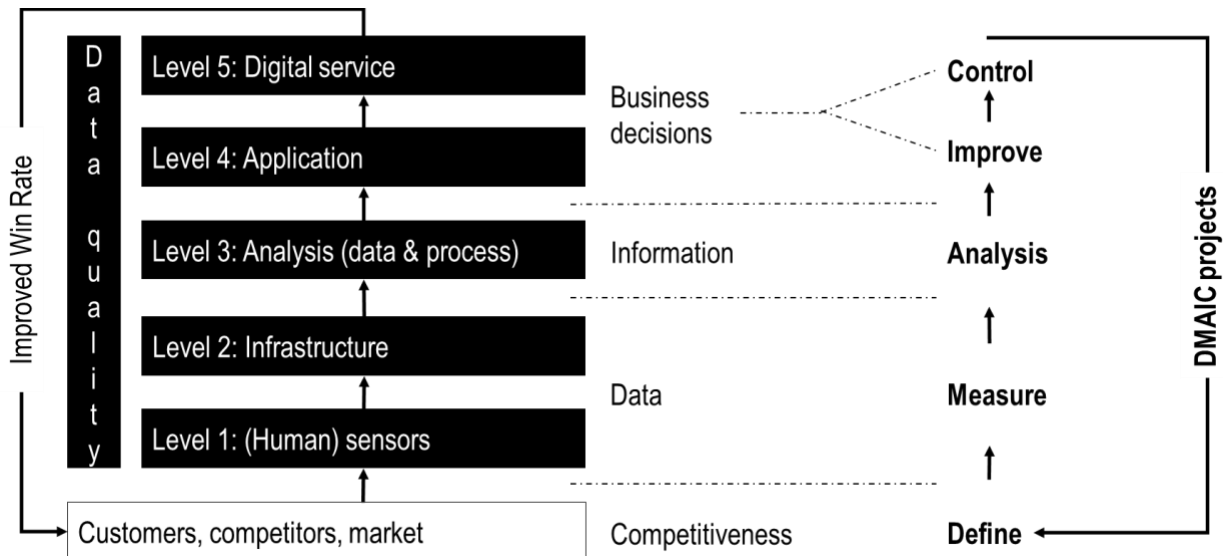 Data quality
Improved Win Rate
Level 5: Digital service
Level 4: Application
Level 3: Analysis (data & process)
Level 2: Infrastructure
Level 1: (Human) sensors
Customers, competitors, market
Business
decisions
Information
Data
Competitiveness
Control
Improve
Analysis
Measure
Define
DMAIC projects